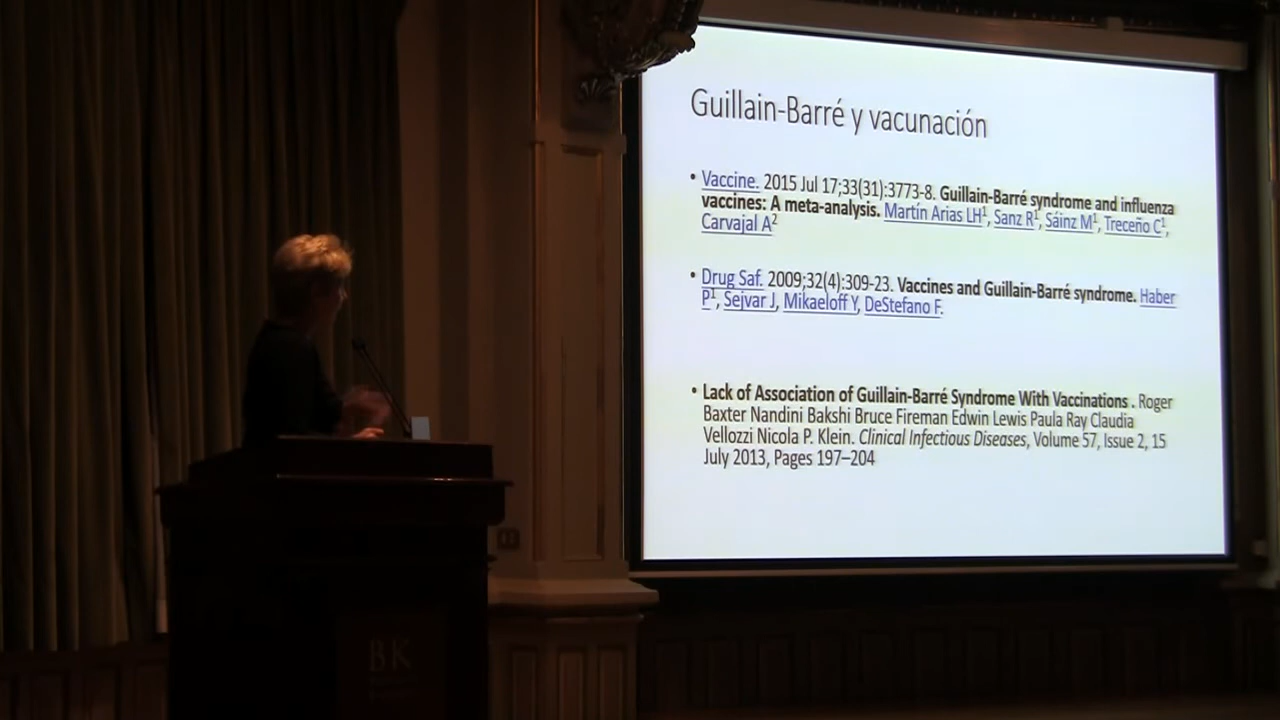 Guillain-Barré y vacunación
• Vaccine. 2015 Jul 17;33(31):3773-8. Guillain-Barré syndrome and influenza
vaccines: A meta-analysis. Martín Arias LH¹, Sanz R¹, Sáinz M¹, Treceño C¹,
Carvajal A²
• Drug Saf. 2009;32(4):309-23. Vaccines and Guillain-Barré syndrome. Haber
P¹, Sejvar J, Mikaeloff Y, DeStefano F.
• Lack of Association of Guillain-Barré Syndrome With Vaccinations . Roger
Baxter Nandini Bakshi Bruce Fireman Edwin Lewis Paula Ray Claudia
Vellozzi Nicola P. Klein. Clinical Infectious Diseases, Volume 57, Issue 2, 15
July 2013, Pages 197–204
BK